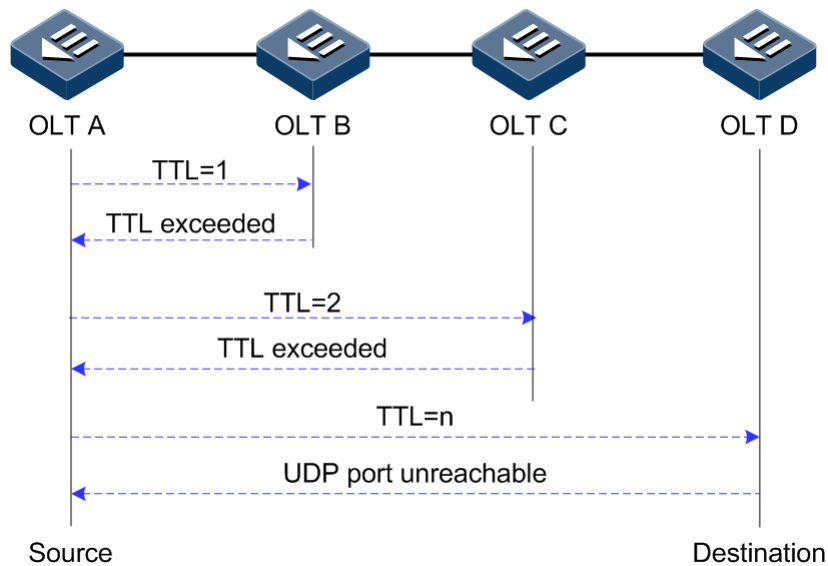 OLT A
OLT B
OLT C
OLT D
TTL=1
TTL exceeded
TTL=2
TTL exceeded
TTL=n
UDP port unreachable
Source
Destination